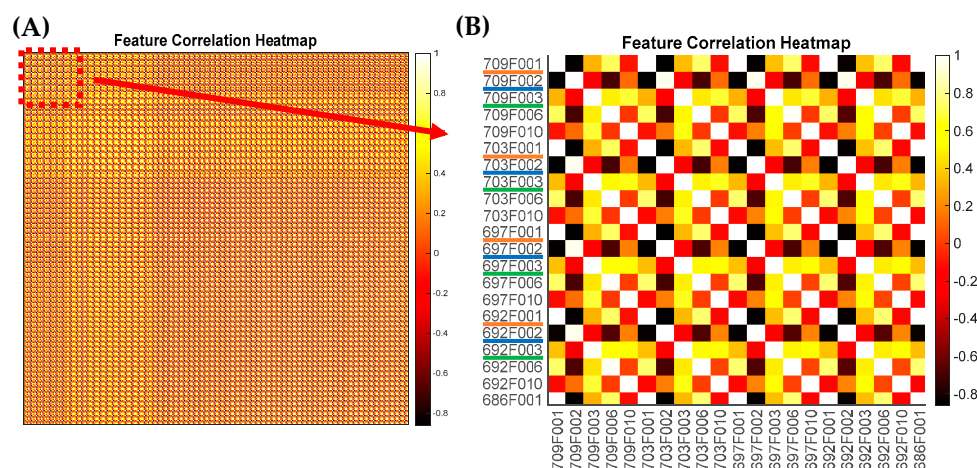 (A)
Feature Correlation Heatmap
1
0.8
0.6
0.4
0.2
0
-0.2
-0.4
-0.6
-0.8
(B)
Feature Correlation Heatmap
709F001
709F002
709F003
709F006
709F010
703F001
703F002
703F003
703F006
703F010
697F001
697F002
697F003
697F006
697F010
692F001
692F002
692F003
692F006
692F010
686F001
1
0.8
0.6
0.4
0.2
0
-0.2
-0.4
-0.6
-0.8
709F001
709F002
709F003
709F006
709F010
703F001
703F002
703F003
703F006
703F010
697F001
697F002
697F003
697F006
697F010
692F001
692F002
692F003
692F006
692F010
686F001